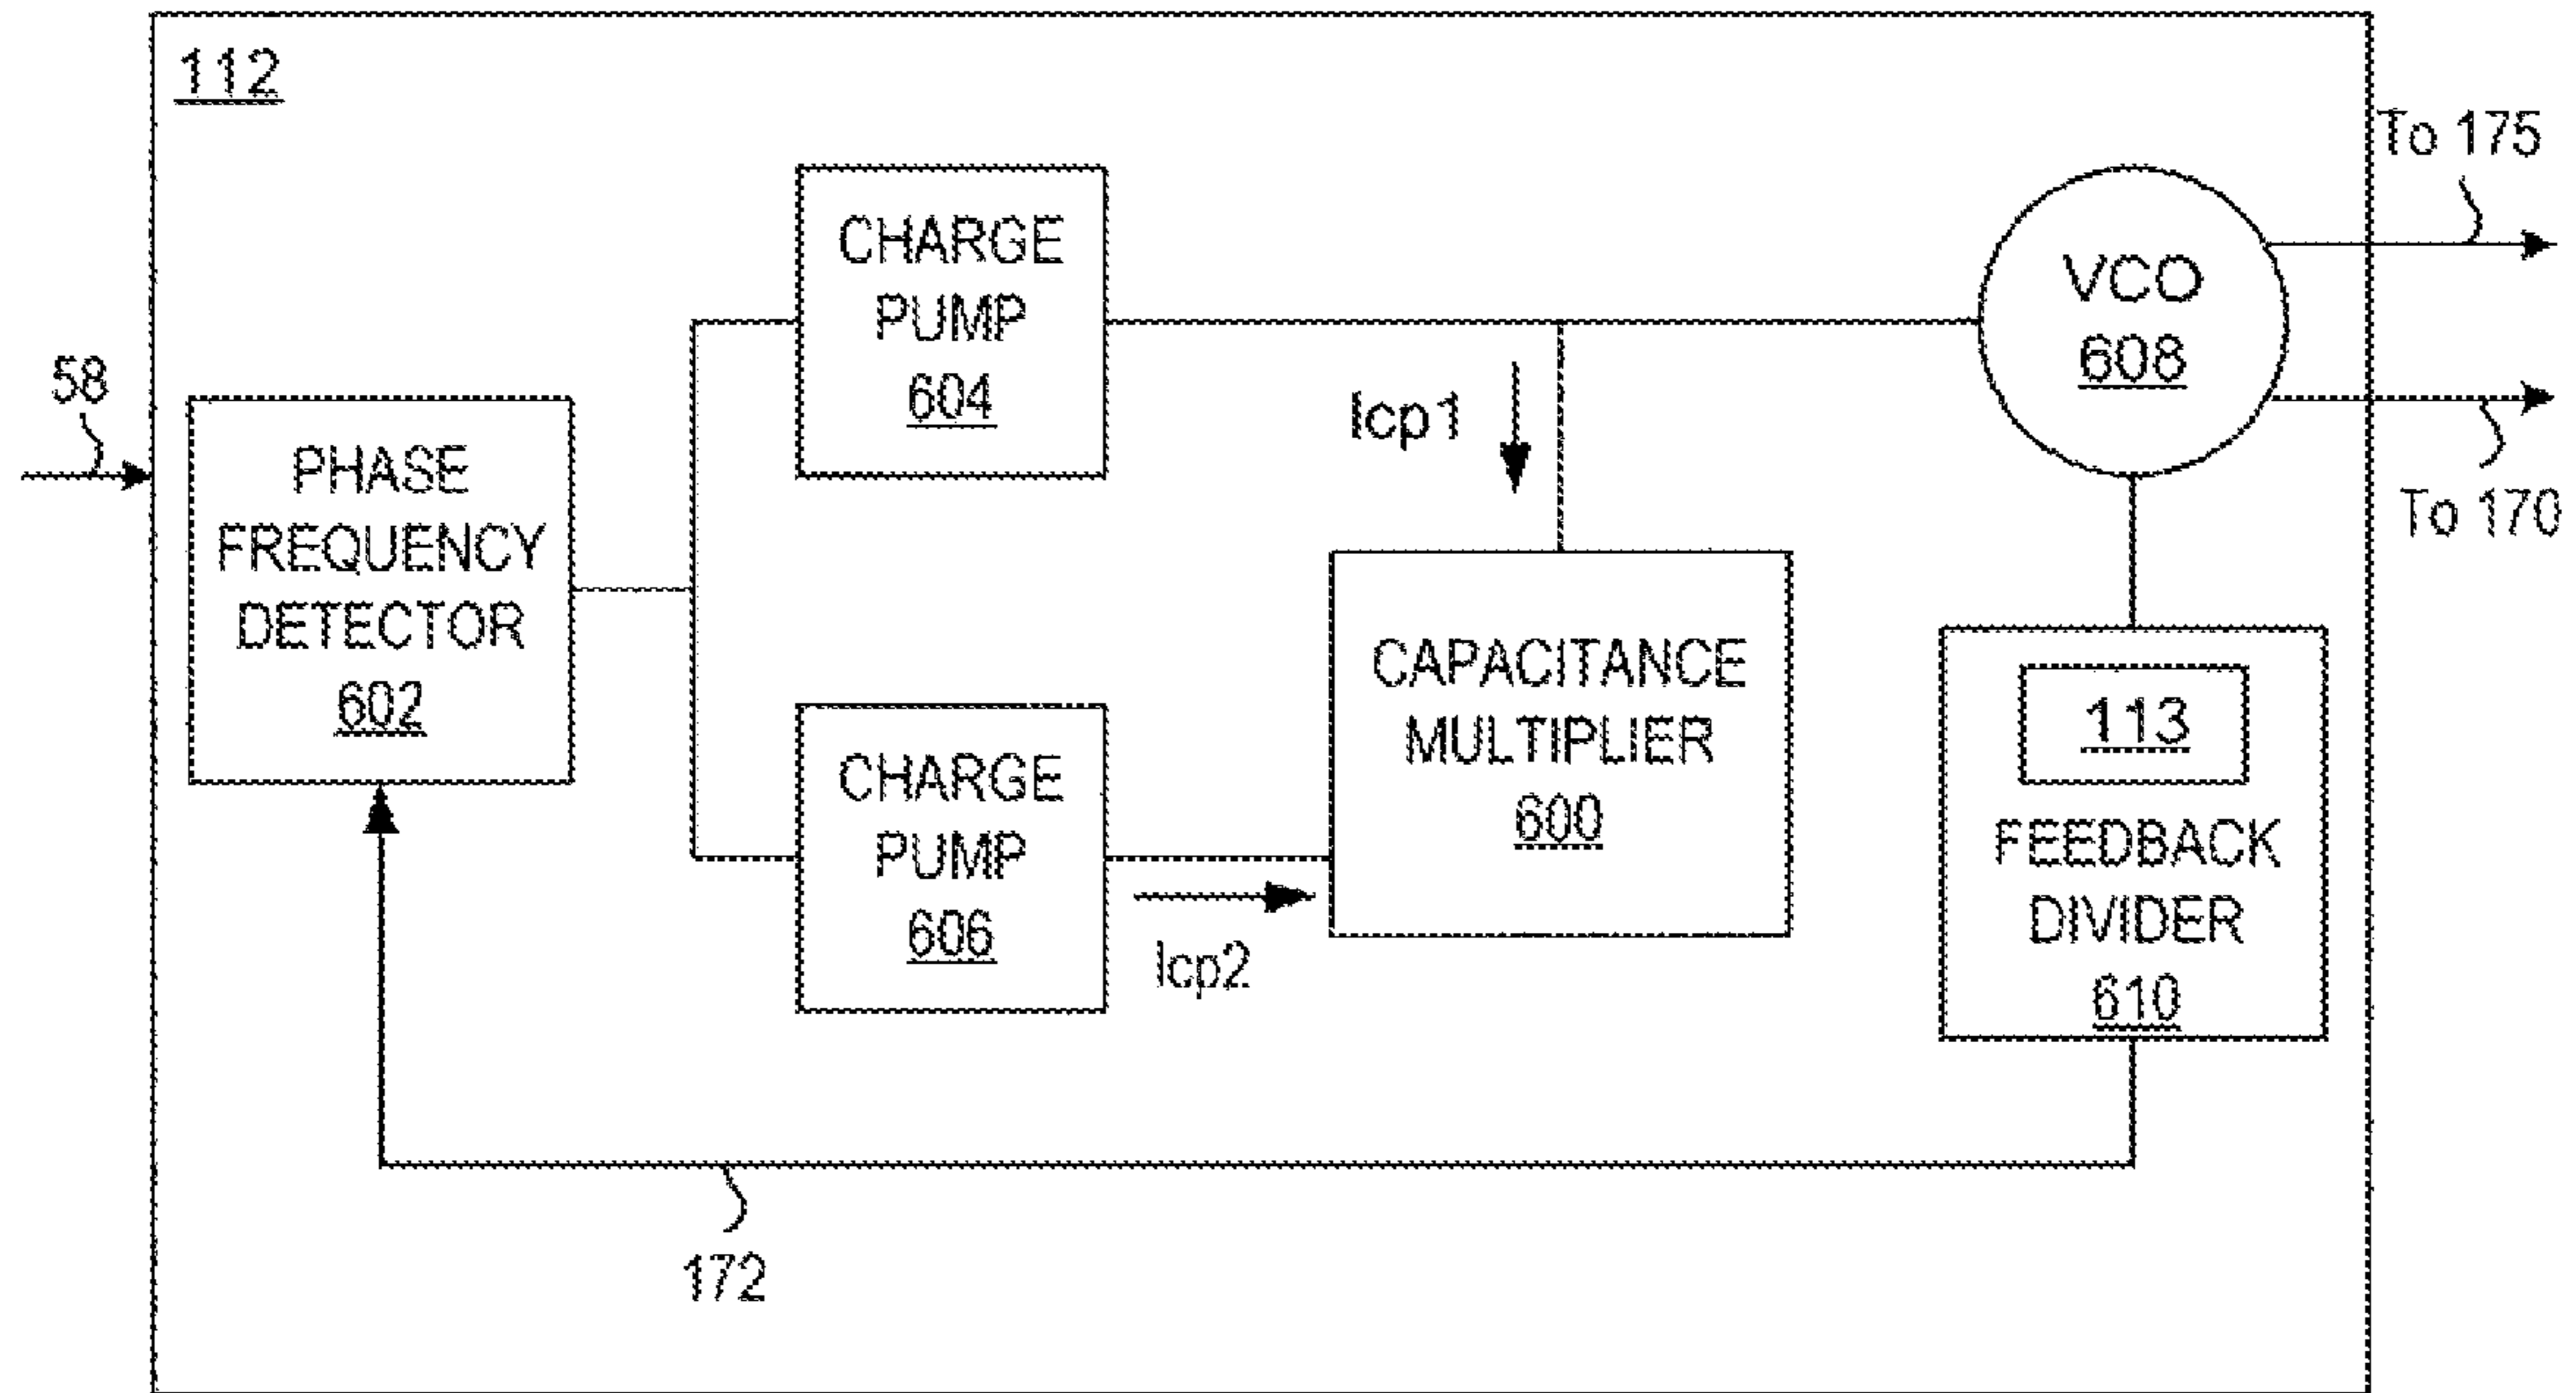 112
To 175
CHARGE
PUMP
604
VCO
608
58
Icp1
To 170
PHASE
FREQUENCY
DETECTOR
602
CAPACITANCE
MULTIPLIER
600
113
FEEDBACK
DIVIDER
610
CHARGE
PUMP
606
Icp2
172